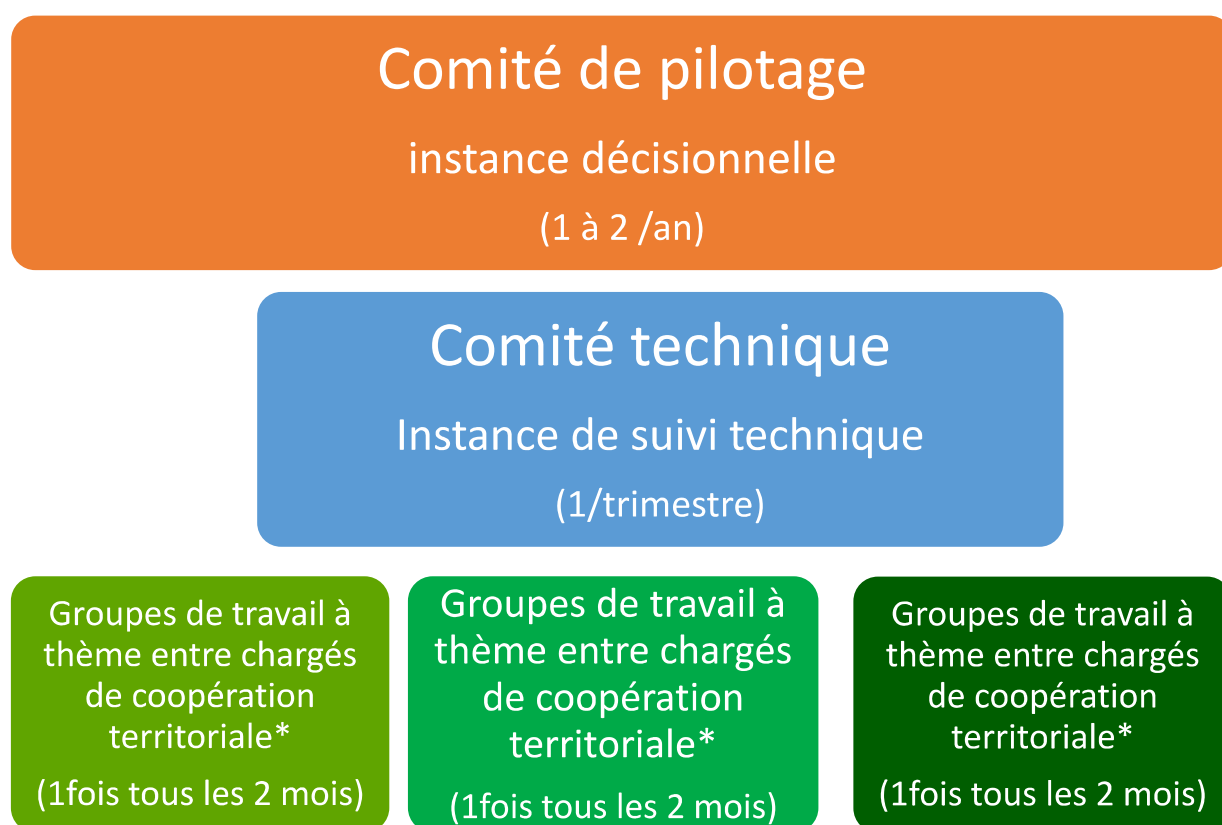 Comité de pilotage
instance décisionnelle
(1 à 2 /an)
Comité technique
Instance de suivi technique
(1/trimestre)
Groupes de travail à
thème entre chargés
de coopération
territoriale*
(1fois tous les 2 mois)
Groupes de travail à
thème entre chargés
de coopération
territoriale*
(1fois tous les 2 mois)
Groupes de travail à
thème entre chargés
de coopération
territoriale*
(1fois tous les 2 mois)